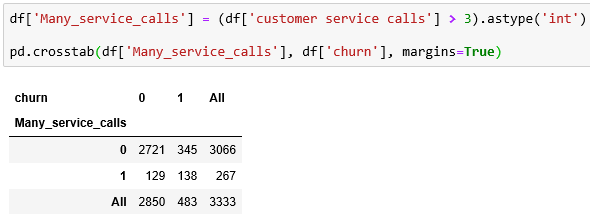 df['Many_service_calls'] = (df['customer service calls'] > 3).astype('int')
pd.crosstab(df['Many_service_calls'], df['churn'], margins=True)
churn 0 1 All
Many_service_calls
0 2721 345 3066
1 129 138 267
All 2850 483 3333